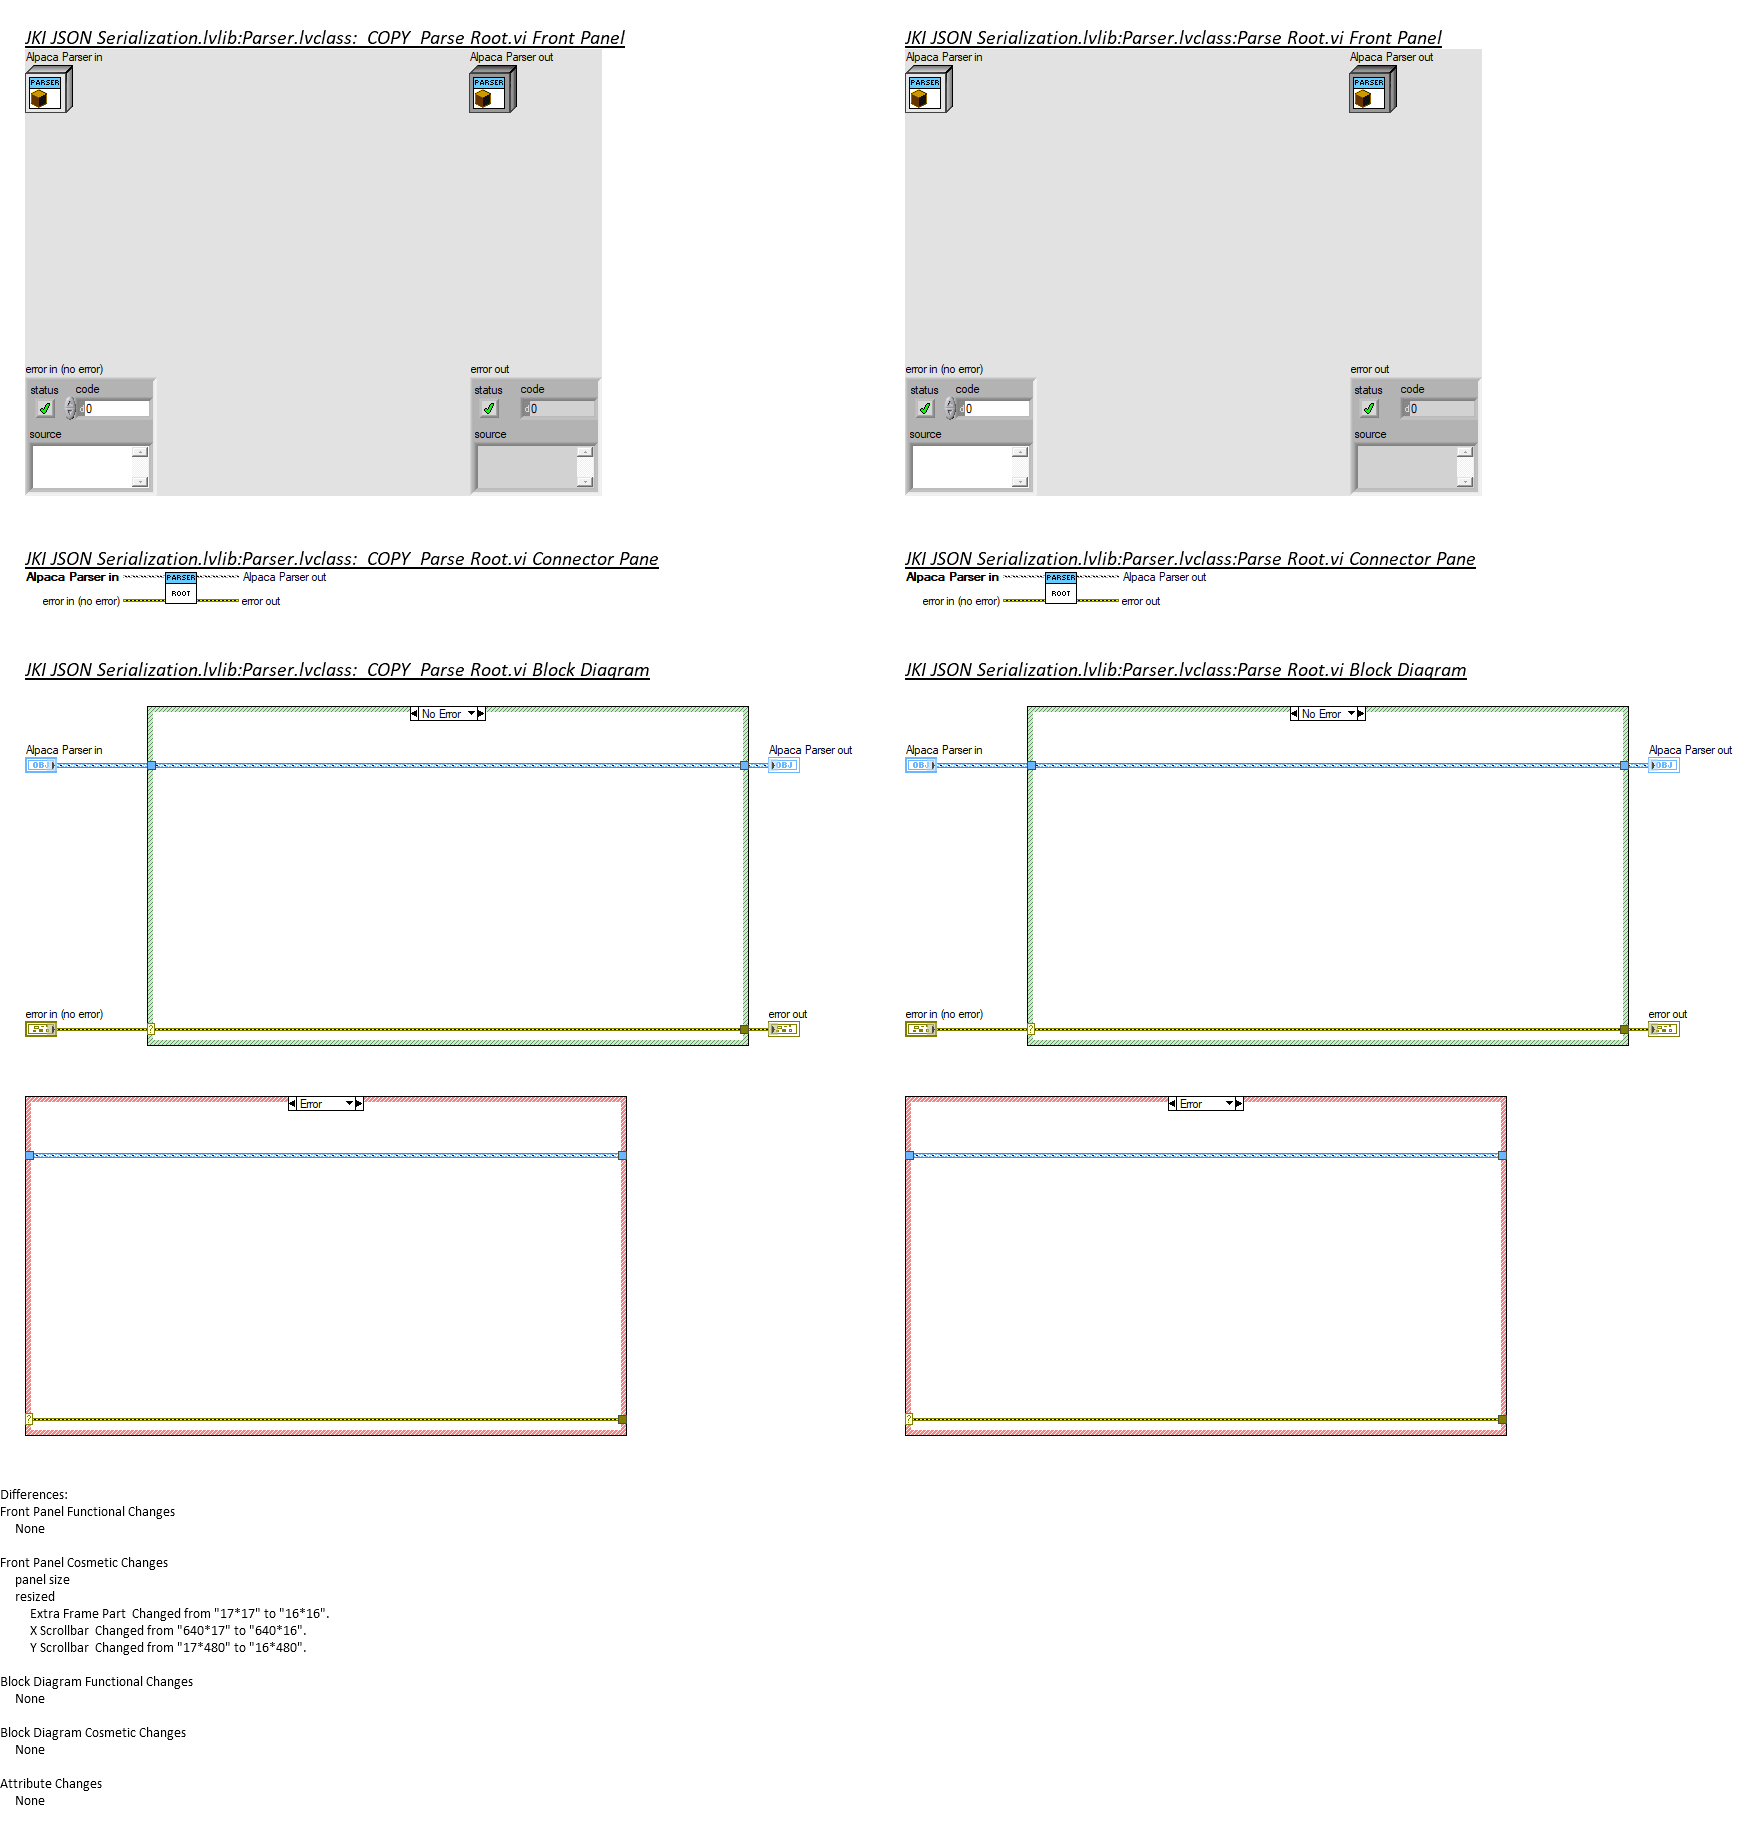 JKI JSON Serialization.lvlib:Parser.lvclass:  COPY  Parse Root.vi Front Panel
Alpaca Parser in
Alpaca Parser out
PARSER
PARSER
error in (no error)
error out
status
code
status
code
d0
d0
source
source
JKI JSON Serialization.lvlib:Parser.lvclass:Parse Root.vi Front Panel
Alpaca Parser in
Alpaca Parser out
PARSER
PARSER
error in (no error)
error out
status
code
status
code
d0
d0
source
source
JKI JSON Serialization.lvlib:Parser.lvclass:  COPY  Parse Root.vi Connector Pane
Alpaca Parser in
PARSER
Alpaca Parser out
ROOT
error in (no error)
error out
JKI JSON Serialization.lvlib:Parser.lvclass:Parse Root.vi Connector Pane
Alpaca Parser in
PARSER
Alpaca Parser out
ROOT
error in (no error)
error out
JKI JSON Serialization.lvlib:Parser.lvclass:  COPY  Parse Root.vi Block Diagram
No Error
Alpaca Parser in
Alpaca Parser out
OBJ
OBJ
error in (no error)
error out
?
Error
?
JKI JSON Serialization.lvlib:Parser.lvclass:Parse Root.vi Block Diagram
No Error
Alpaca Parser in
Alpaca Parser out
OBJ
OBJ
error in (no error)
error out
?
Error
?
Differences:
Front Panel Functional Changes
None
Front Panel Cosmetic Changes
panel size
resized
Extra Frame Part  Changed from "17*17" to "16*16".
X Scrollbar  Changed from "640*17" to "640*16".
Y Scrollbar  Changed from "17*480" to "16*480".
Block Diagram Functional Changes
None
Block Diagram Cosmetic Changes
None
Attribute Changes
None